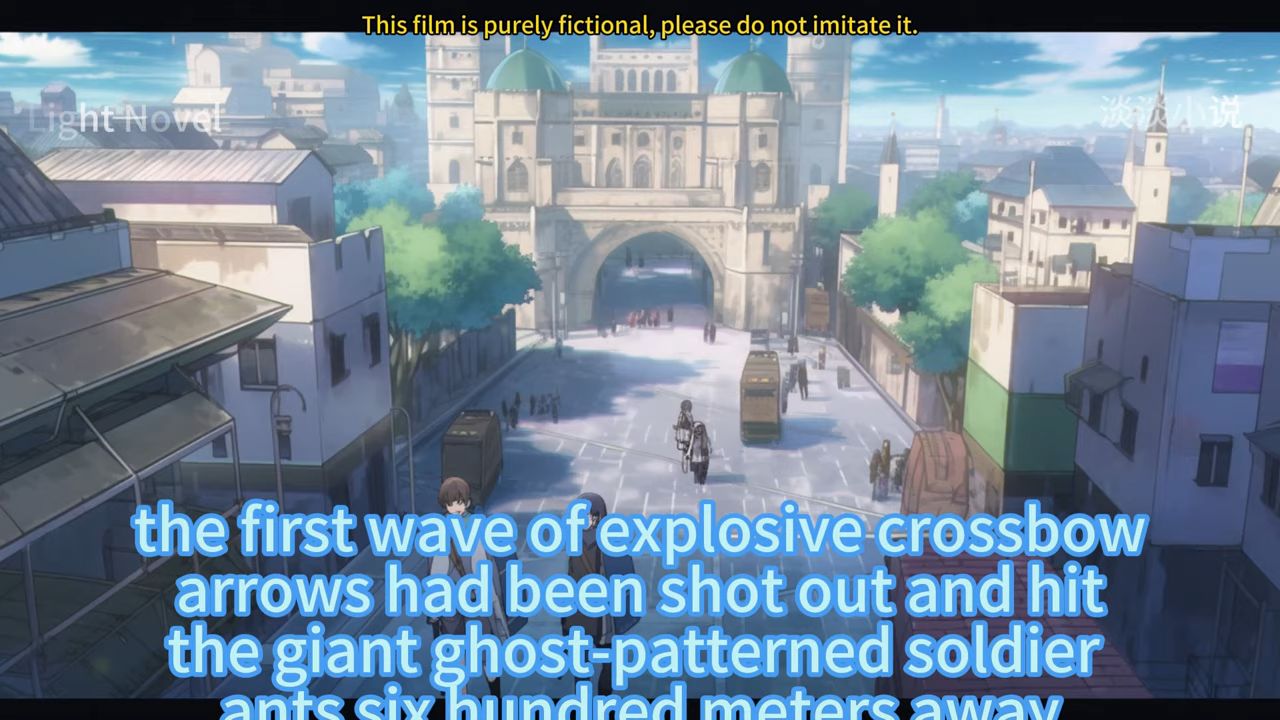 This film is purely fictional, please do not imitate it.
Light Novel
淡淡小说
the first wave of explosive crossbow
arrows had been shot out and hit
the giant ghost-patterned soldier
ants six hundred meters away